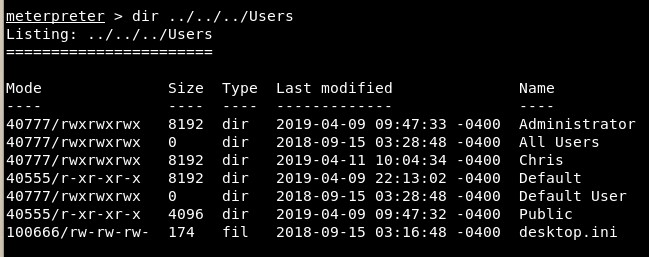 meterpreter > dir ../../../Users
Listing: ../../../Users
=======================
Mode              Size  Type  Last modified              Name
----              ----  ----  -------------              ----
40777/rwxrwxrwx   8192  dir   2019-04-09 09:47:33 -0400  Administrator
40777/rwxrwxrwx   0     dir   2018-09-15 03:28:48 -0400  All Users
40777/rwxrwxrwx   8192  dir   2019-04-11 10:04:34 -0400  Chris
40555/r-xr-xr-x   8192  dir   2019-04-09 22:13:02 -0400  Default
40777/rwxrwxrwx   0     dir   2018-09-15 03:28:48 -0400  Default User
40555/r-xr-xr-x   4096  dir   2019-04-09 09:47:32 -0400  Public
100666/rw-rw-rw-  174   fil   2018-09-15 03:16:48 -0400  desktop.ini